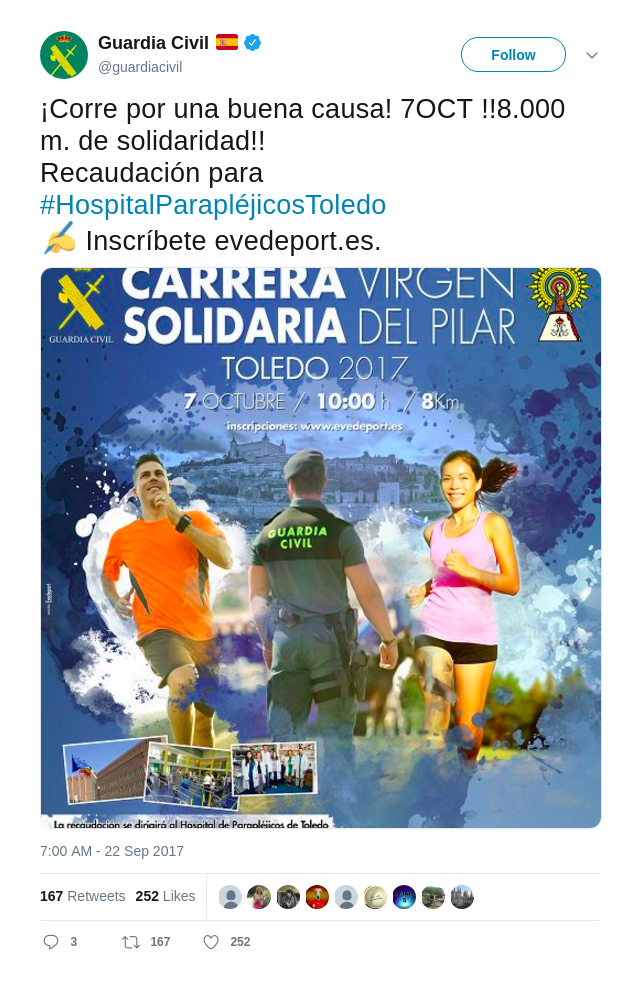 Guardia Civil
@guardiacivil
Follow
¡Corre por una buena causa! 7OCT !!8.000
m. de solidaridad!!
Recaudación para
#HospitalParapléjicosToledo
Inscríbete evedeport.es.
CARRERA VIRGEN
SOLIDARIA DEL PILAR
GUARDIA CIVIL
TOLEDO 2017
7 OCTUBRE / 10:00 h / 8Km
inscripciones: www.evedeport.es
GUARDIA
CIVIL
La recaudación se dirigirá al Hospital de Parapléjicos de Toledo
7:00 AM - 22 Sep 2017
167 Retweets 252 Likes
3 167 252